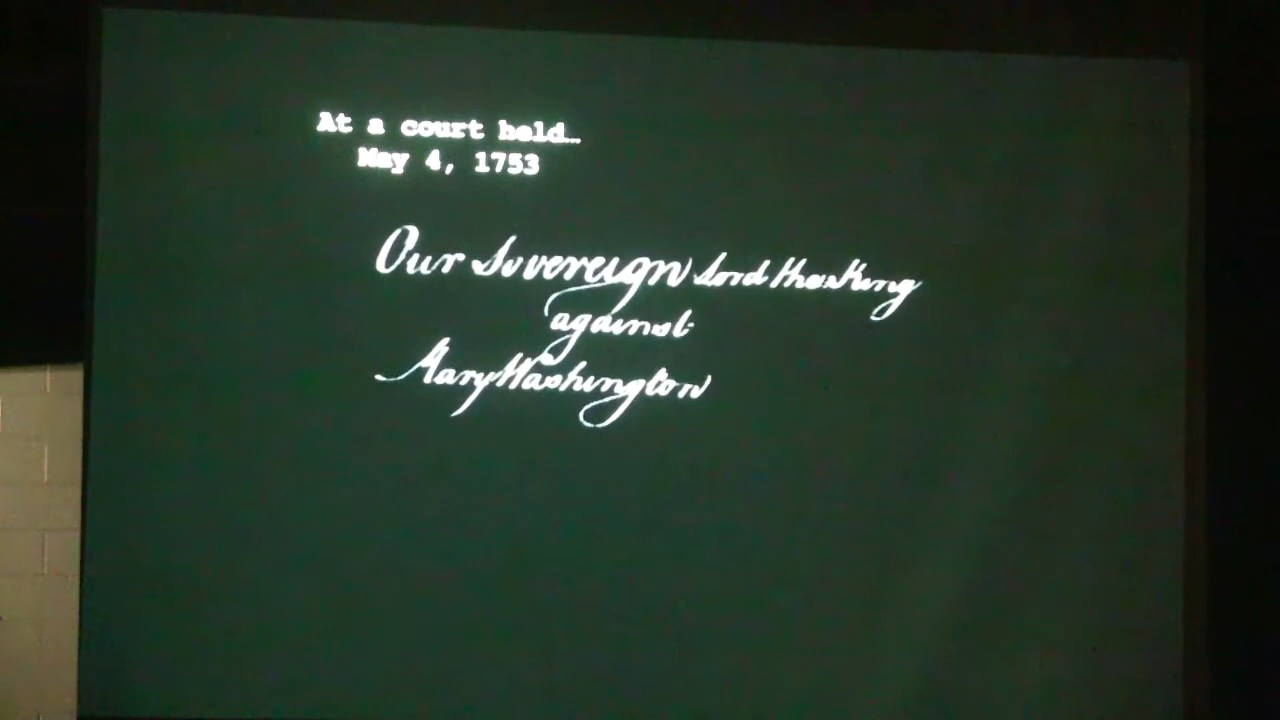 At a court held…
May 4, 1753
Our Sovereign Lord the King
against
Mary Washington